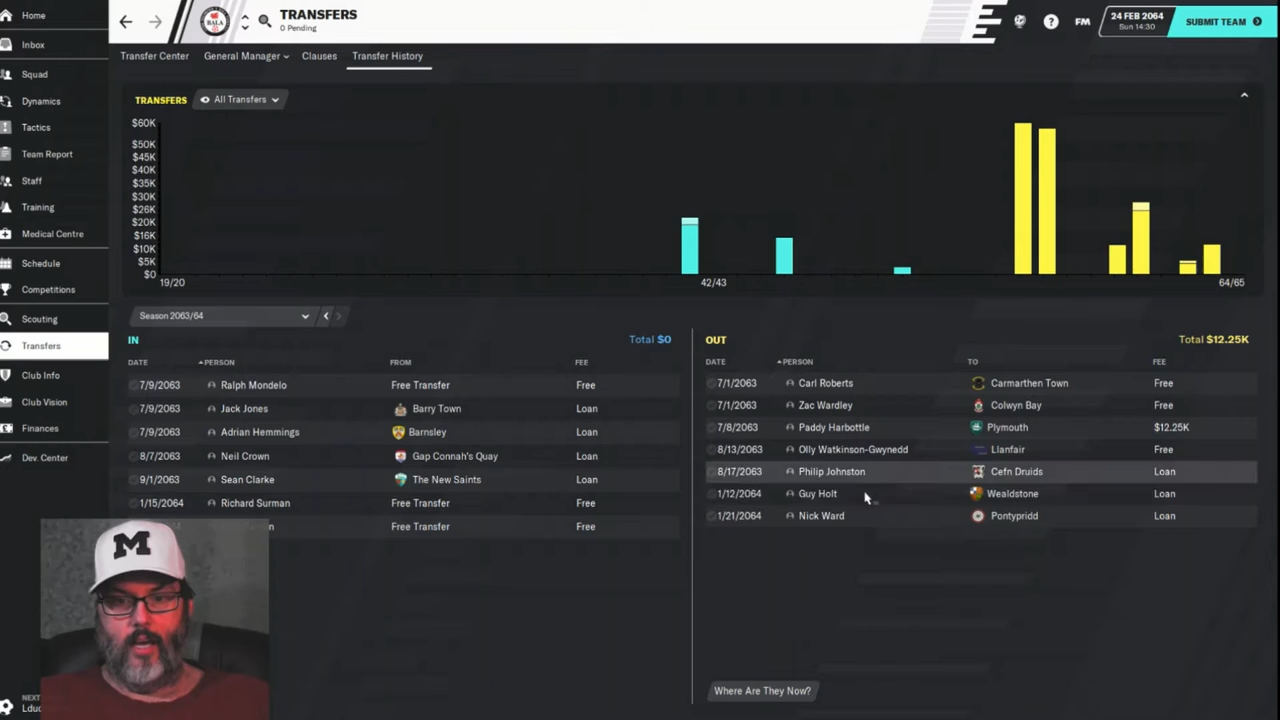 Home
Inbox
Squad
Dynamics
Tactics
Team Report
Staff
Training
Medical Centre
Schedule
Competitions
Scouting
Transfers
Club Info
Club Vision
Finances
Dev. Center
NEXT
BALA
TRANSFERS
0 Pending
?
FM
24 FEB 2064
Sun 14:30
SUBMIT TEAM
Transfer Center General Manager Clauses Transfer History
TRANSFERS All Transfers
$60K
$50K
$45K
$40K
$35K
$30K
$26K
$20K
$16K
$10K
$5K
$0
19/20 42/43 64/65
Season 2063/64
IN Total $0
DATE PERSON FROM FEE
7/9/2063 Ralph Mondelo Free Transfer Free
7/9/2063 Jack Jones Barry Town Loan
7/9/2063 Adrian Hemmings Barnsley Loan
8/7/2063 Neil Crown Gap Connah's Quay Loan
9/1/2063 Sean Clarke The New Saints Loan
1/15/2064 Richard Surman Free Transfer Free
Free Transfer Free
OUT Total $12.25K
DATE PERSON TO FEE
7/1/2063 Carl Roberts Carmarthen Town Free
7/1/2063 Zac Wardley Colwyn Bay Free
7/8/2063 Paddy Harbottle Plymouth $12.25K
8/13/2063 Olly Watkinson-Gwynedd Llanfair Free
8/17/2063 Philip Johnston Cefn Druids Loan
1/12/2064 Guy Holt Wealdstone Loan
1/21/2064 Nick Ward Pontypridd Loan
Where Are They Now?
M